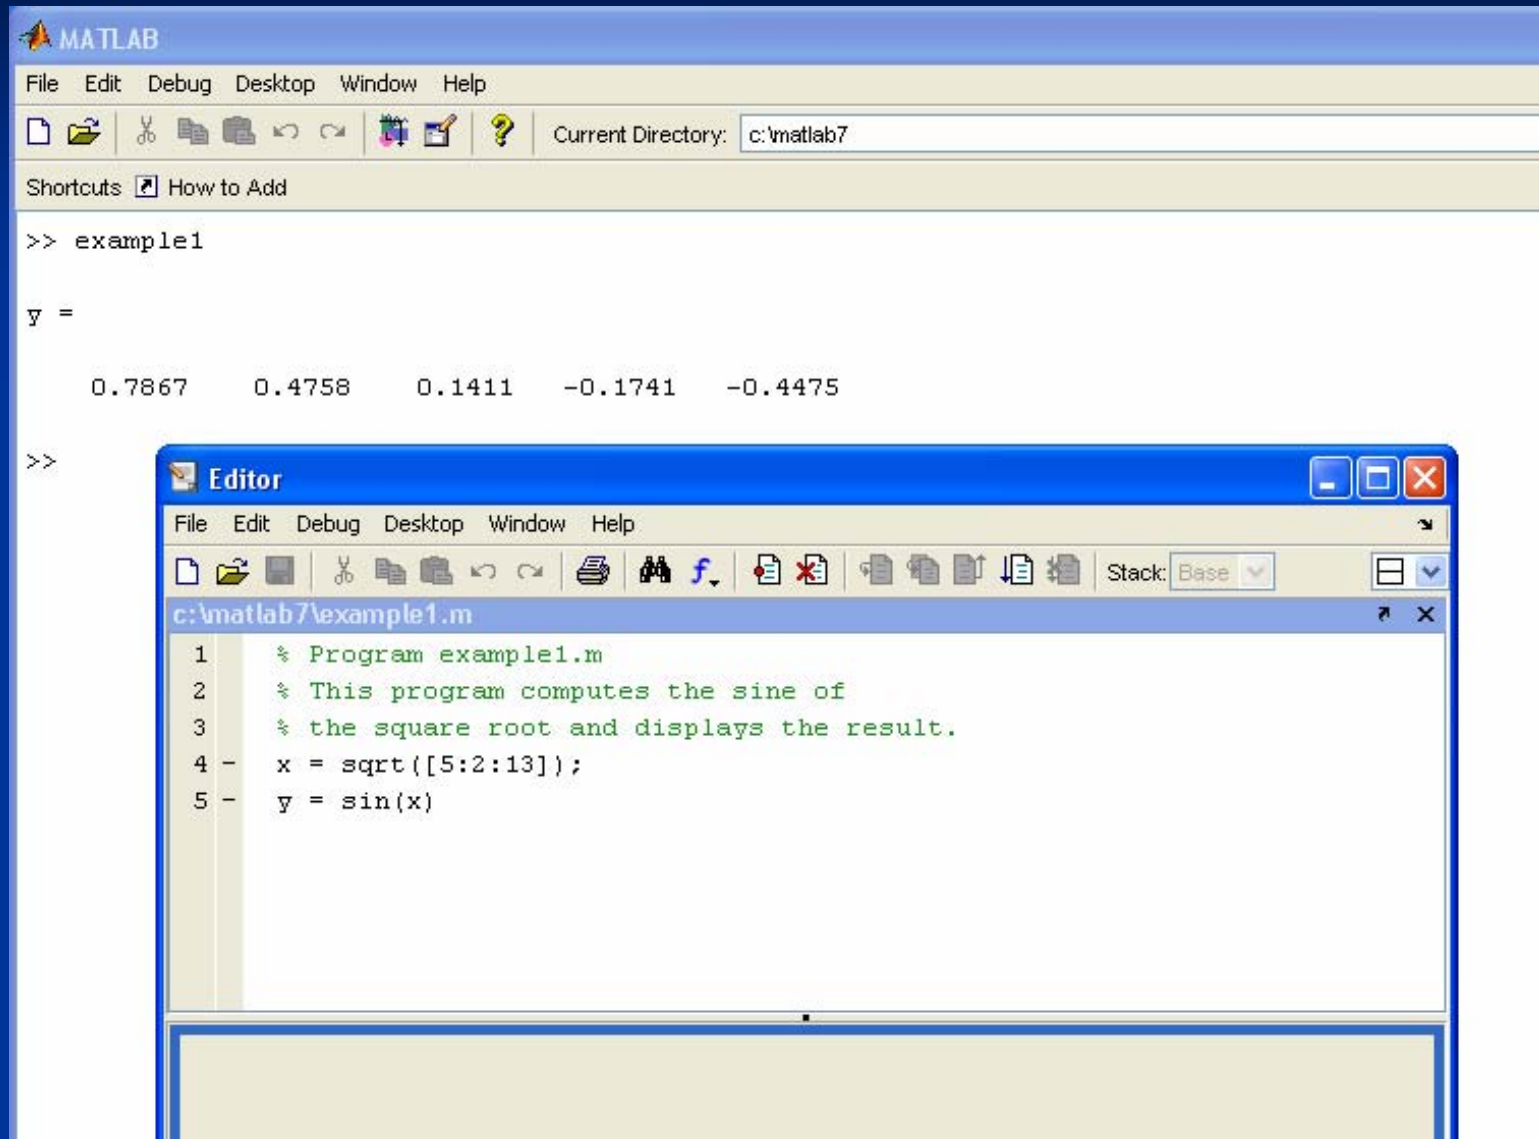 MATLAB
File Edit Debug Desktop Window Help
Current Directory: c:\matlab7
Shortcuts How to Add
>> example1
y =
0.7867 0.4758 0.1411 -0.1741 -0.4475
>>
Editor
File Edit Debug Desktop Window Help
Stack: Base
c:\matlab7\example1.m
1 % Program example1.m
2 % This program computes the sine of
3 % the square root and displays the result.
4 - x = sqrt([5:2:13]);
5 - y = sin(x)